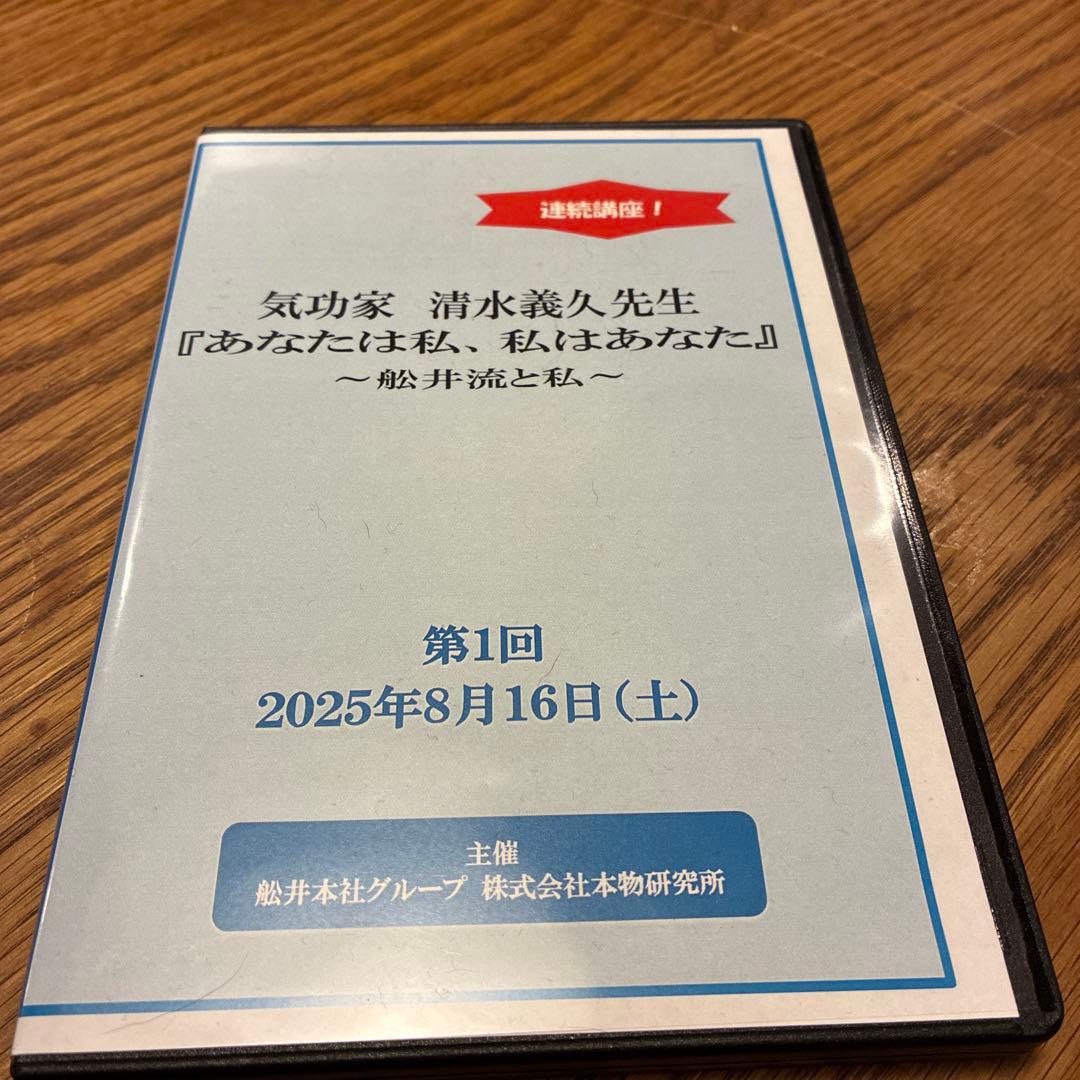 連続講座！
気功家 清水義久先生
『あなたは私、私はあなた』
～舩井流と私～
第1回
2025年8月16日（土）
主催
舩井本社グループ 株式会社本物研究所